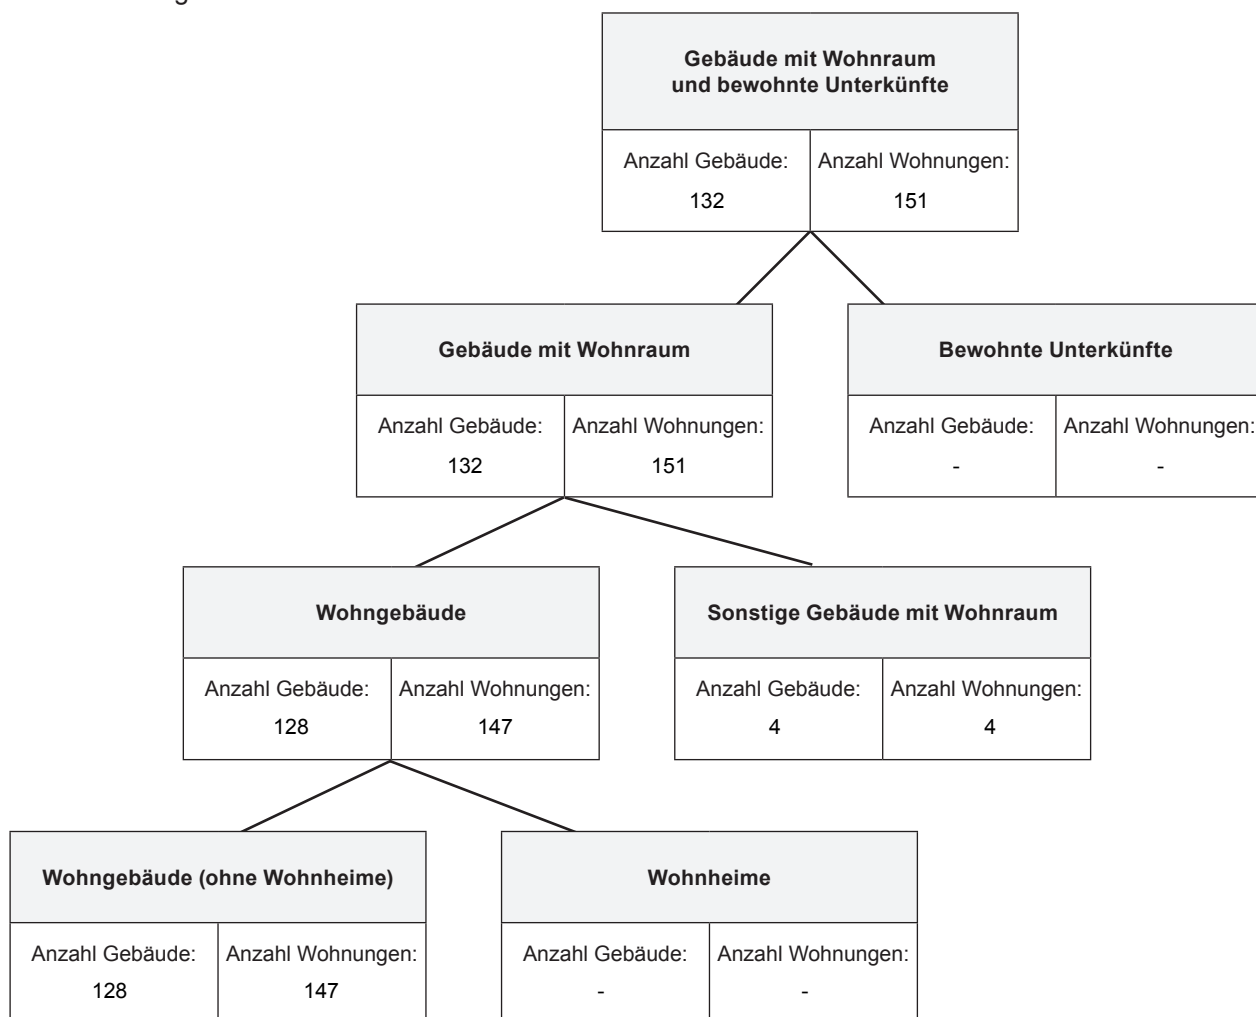 Gebäude mit Wohnraum
und bewohnte Unterkünfte
Anzahl Gebäude: Anzahl Wohnungen:
132 151
Gebäude mit Wohnraum Bewohnte Unterkünfte
Anzahl Gebäude: Anzahl Wohnungen: Anzahl Gebäude: Anzahl Wohnungen:
132 151 - -
Wohngebäude Sonstige Gebäude mit Wohnraum
Anzahl Gebäude: Anzahl Wohnungen: Anzahl Gebäude: Anzahl Wohnungen:
128 147 4 4
Wohngebäude (ohne Wohnheime) Wohnheime
Anzahl Gebäude: Anzahl Wohnungen: Anzahl Gebäude: Anzahl Wohnungen:
128 147 - -